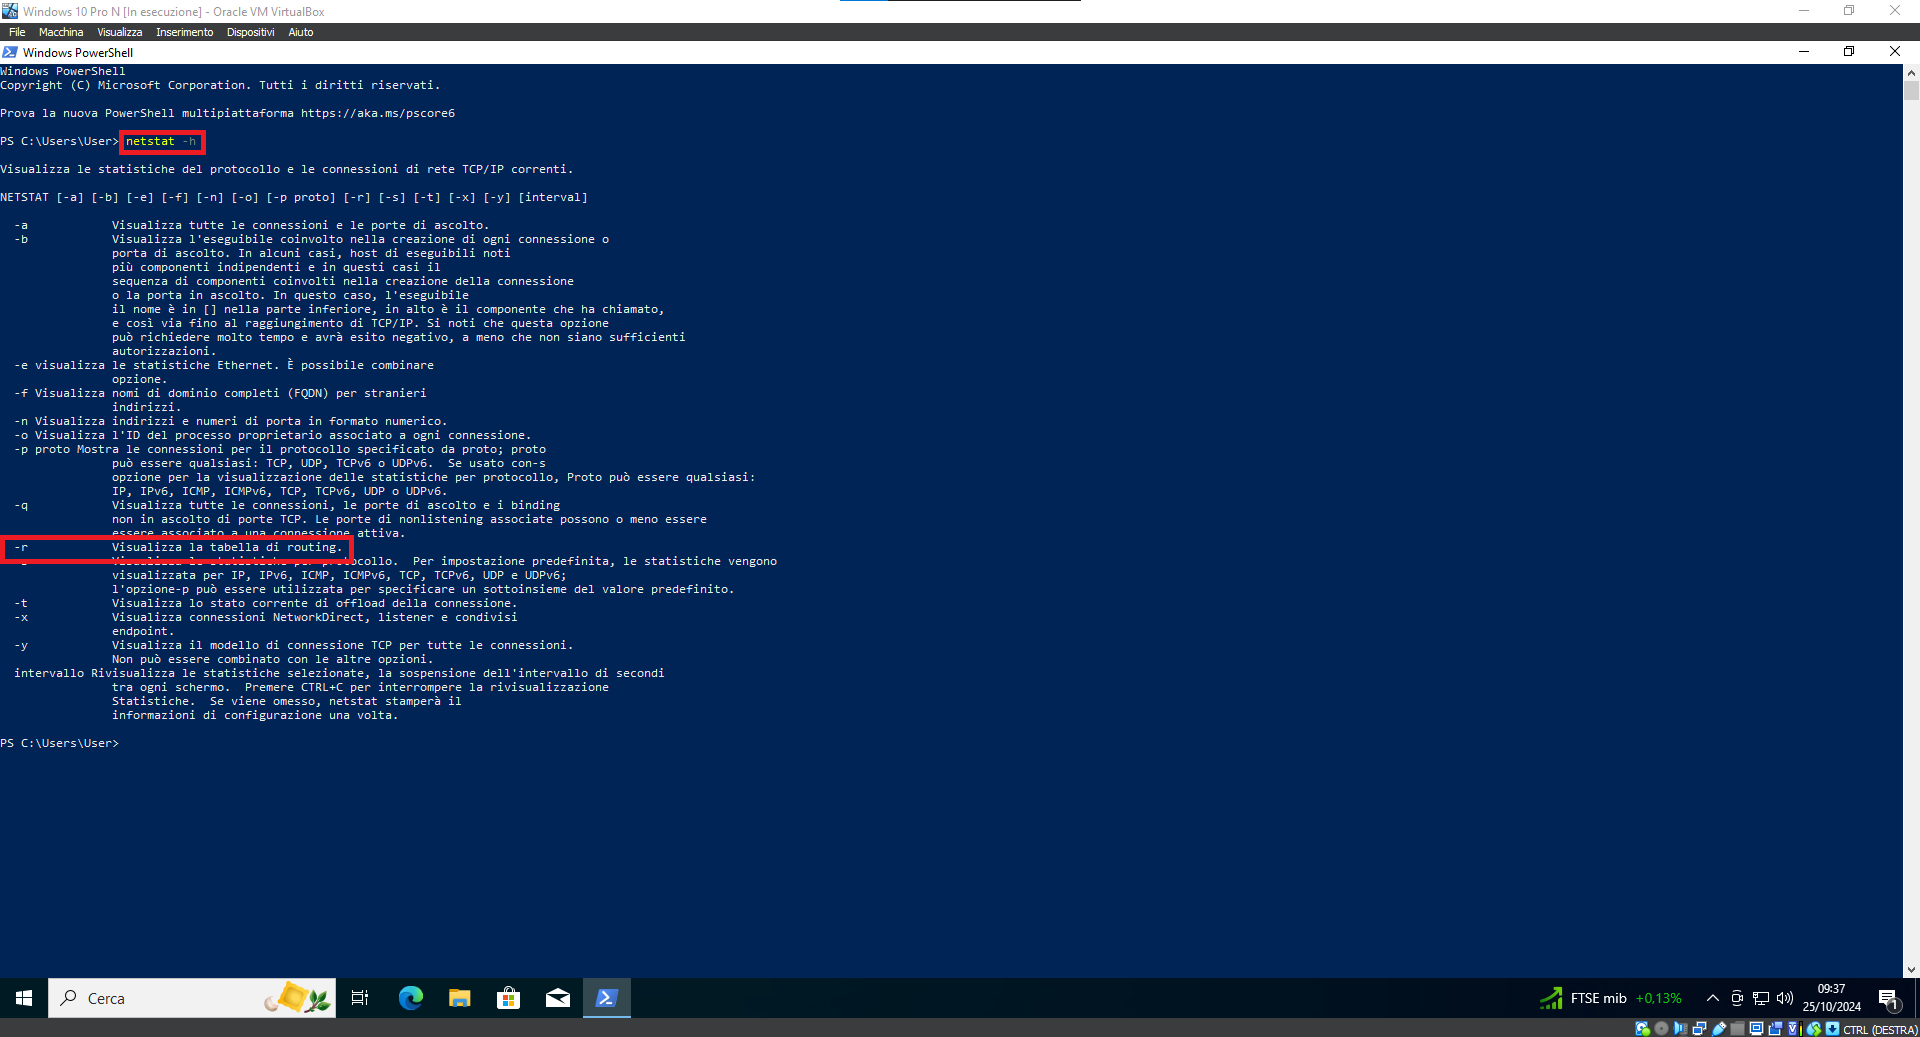 Windows 10 Pro N [In esecuzione] - Oracle VM VirtualBox
File Macchina Visualizza Inserimento Dispositivi Aiuto
Windows PowerShell
Windows PowerShell
Copyright (C) Microsoft Corporation. Tutti i diritti riservati.
Prova la nuova PowerShell multipiattaforma https://aka.ms/pscore6
PS C:\Users\User> netstat -h
Visualizza le statistiche del protocollo e le connessioni di rete TCP/IP correnti.
NETSTAT [-a] [-b] [-e] [-f] [-n] [-o] [-p proto] [-r] [-s] [-t] [-x] [-y] [interval]
-a Visualizza tutte le connessioni e le porte di ascolto.
-b Visualizza l'eseguibile coinvolto nella creazione di ogni connessione o
porta di ascolto. In alcuni casi, host di eseguibili noti
più componenti indipendenti e in questi casi il
sequenza di componenti coinvolti nella creazione della connessione
o la porta in ascolto. In questo caso, l'eseguibile
il nome è in [] nella parte inferiore, in alto è il componente che ha chiamato,
e così via fino al raggiungimento di TCP/IP. Si noti che questa opzione
può richiedere molto tempo e avrà esito negativo, a meno che non siano sufficienti
autorizzazioni.
-e visualizza le statistiche Ethernet. È possibile combinare
opzione.
-f Visualizza nomi di dominio completi (FQDN) per stranieri
indirizzi.
-n Visualizza indirizzi e numeri di porta in formato numerico.
-o Visualizza l'ID del processo proprietario associato a ogni connessione.
-p proto Mostra le connessioni per il protocollo specificato da proto; proto
può essere qualsiasi: TCP, UDP, TCPv6 o UDPv6. Se usato con-s
opzione per la visualizzazione delle statistiche per protocollo, Proto può essere qualsiasi:
IP, IPv6, ICMP, ICMPv6, TCP, TCPv6, UDP o UDPv6.
-q Visualizza tutte le connessioni, le porte di ascolto e i binding
non in ascolto di porte TCP. Le porte di nonlistening associate possono o meno essere
essere associato a una connessione attiva.
-r Visualizza la tabella di routing.
Visualizza le statistiche per protocollo. Per impostazione predefinita, le statistiche vengono
visualizzata per IP, IPv6, ICMP, ICMPv6, TCP, TCPv6, UDP e UDPv6;
l'opzione-p può essere utilizzata per specificare un sottoinsieme del valore predefinito.
-t Visualizza lo stato corrente di offload della connessione.
-x Visualizza connessioni NetworkDirect, listener e condivisi
endpoint.
-y Visualizza il modello di connessione TCP per tutte le connessioni.
Non può essere combinato con le altre opzioni.
intervallo Rivisualizza le statistiche selezionate, la sospensione dell'intervallo di secondi
tra ogni schermo. Premere CTRL+C per interrompere la rivisualizzazione
Statistiche. Se viene omesso, netstat stamperà il
informazioni di configurazione una volta.
PS C:\Users\User>
Cerca
FTSE mib +0,13%
09:37
25/10/2024
1
CTRL (DESTRA)